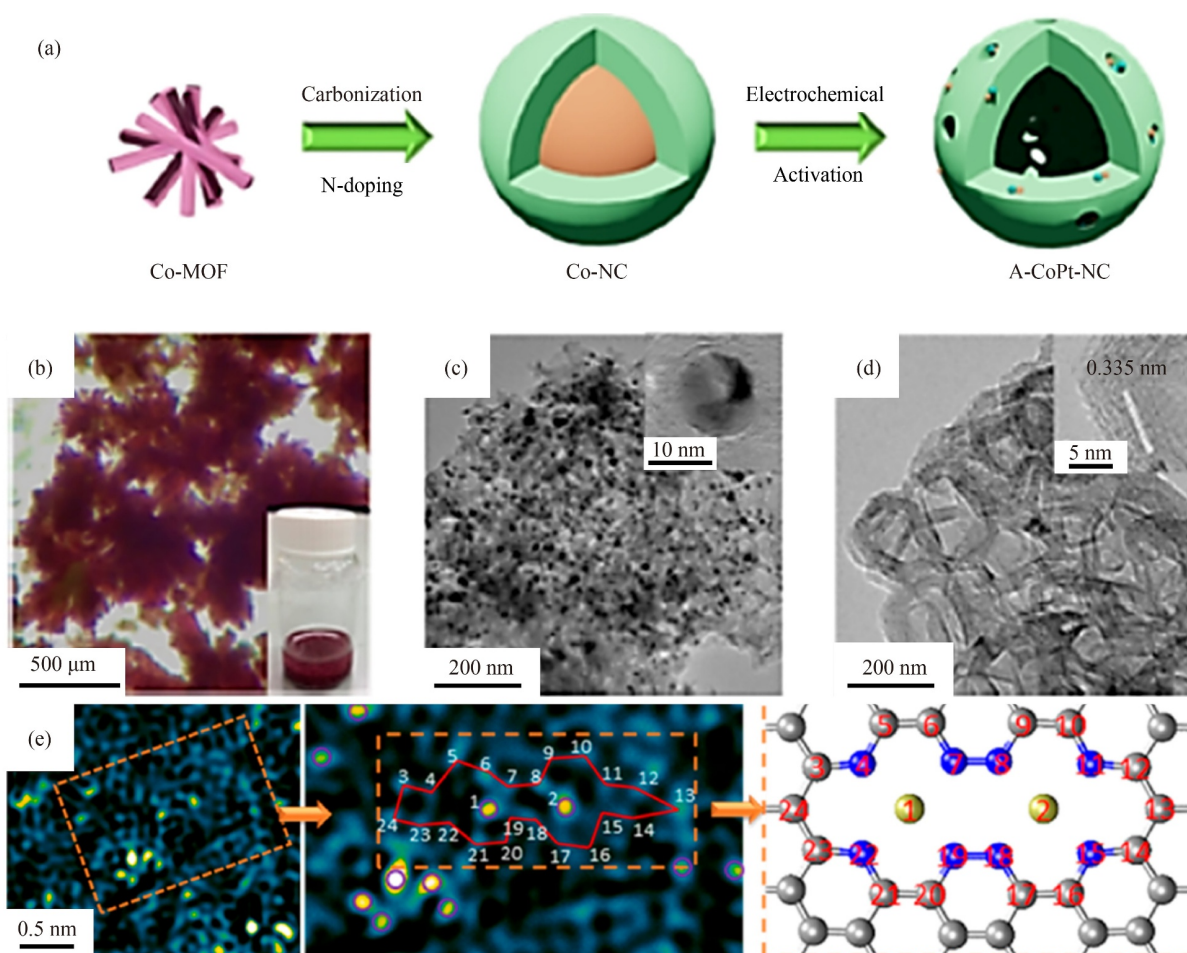 (a)
Carbonization
N-doping
Electrochemical
Activation
Co-MOF
Co-NC
A-CoPt-NC
(b)
500 μm
(c)
10 nm
200 nm
(d)
0.335 nm
5 nm
200 nm
(e)
0.5 nm
5 6 9 10
3 4 7 8 11 12
1 2 13
24 23 22 19 18 15 14
21 20 17 16
5 6 9 10
3 4 7 8 11 12
24 1 2 13
23 22 19 18 15 14
21 20 17 16